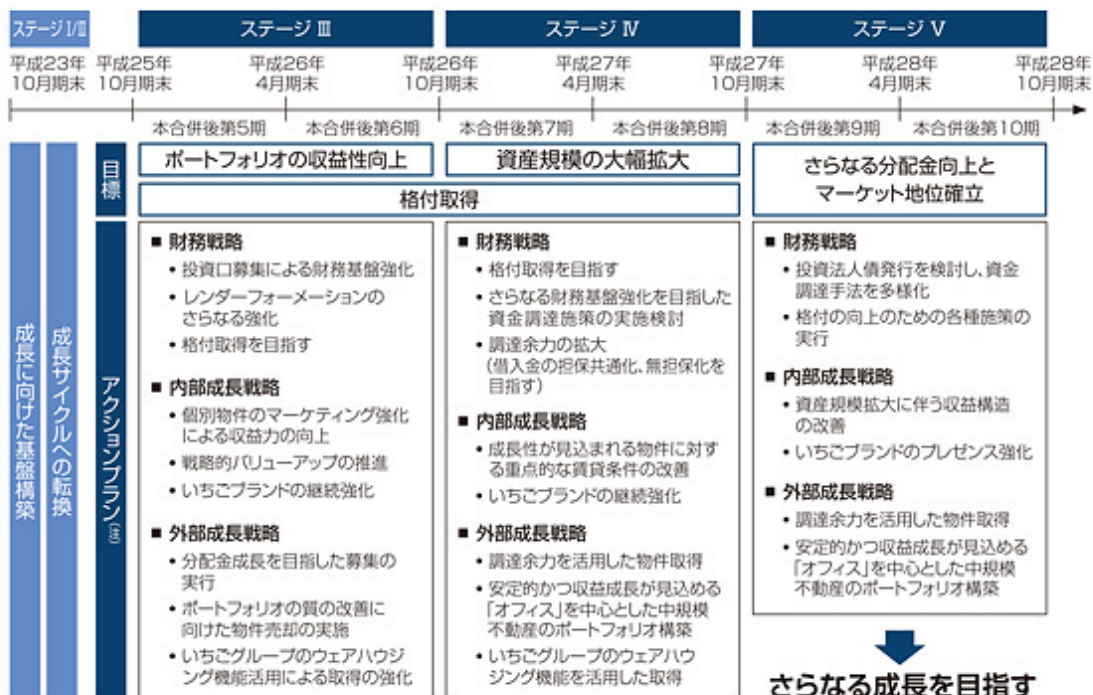 ステージⅠ/Ⅱ
ステージⅢ
ステージⅣ
ステージⅤ
平成23年
10月期末
平成25年
10月期末
平成26年
4月期末
平成26年
10月期末
平成27年
4月期末
平成27年
10月期末
平成28年
4月期末
平成28年
10月期末
本合併後第5期
本合併後第6期
本合併後第7期
本合併後第8期
本合併後第9期
本合併後第10期
成長に向けた基盤構築
成長サイクルへの転換
目標
ポートフォリオの収益性向上
資産規模の大幅拡大
格付取得
さらなる分配金向上と
マーケット地位確立
アクションプラン(注)
■ 財務戦略
• 投資口募集による財務基盤強化
• レンダーフォーメーションの
さらなる強化
• 格付取得を目指す
■ 内部成長戦略
• 個別物件のマーケティング強化
による収益力の向上
• 戦略的バリューアップの推進
• いちごブランドの継続強化
■ 外部成長戦略
• 分配金成長を目指した募集の
実行
• ポートフォリオの質の改善に
向けた物件売却の実施
• いちごグループのウェアハウジ
ング機能活用による取得の強化
■ 財務戦略
• 格付取得を目指す
• さらなる財務基盤強化を目指した
資金調達施策の実施検討
• 調達余力の拡大
(借入金の担保共通化、無担保化を
目指す)
■ 内部成長戦略
• 成長性が見込まれる物件に対す
る重点的な賃貸条件の改善
• いちごブランドの継続強化
■ 外部成長戦略
• 調達余力を活用した物件取得
• 安定的かつ収益成長が見込める
「オフィス」を中心とした中規模
不動産のポートフォリオ構築
• いちごグループのウェアハウ
ジング機能を活用した取得
■ 財務戦略
• 投資法人債発行を検討し、資金
調達手法を多様化
• 格付の向上のための各種施策の
実行
■ 内部成長戦略
• 資産規模拡大に伴う収益構造
の改善
• いちごブランドのプレゼンス強化
■ 外部成長戦略
• 調達余力を活用した物件取得
• 安定的かつ収益成長が見込める
「オフィス」を中心とした中規模
不動産のポートフォリオ構築
さらなる成長を目指す